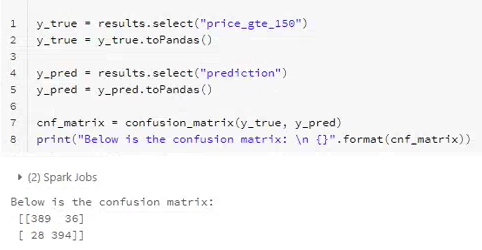 1 y_true = results.select("price_gte_150")
2 y_true = y_true.toPandas()
3
4 y_pred = results.select("prediction")
5 y_pred = y_pred.toPandas()
6
7 cnf_matrix = confusion_matrix(y_true, y_pred)
8 print("Below is the confusion matrix: \n {}".format(cnf_matrix))
(2) Spark Jobs
Below is the confusion matrix:
[[389 36]
[ 28 394]]